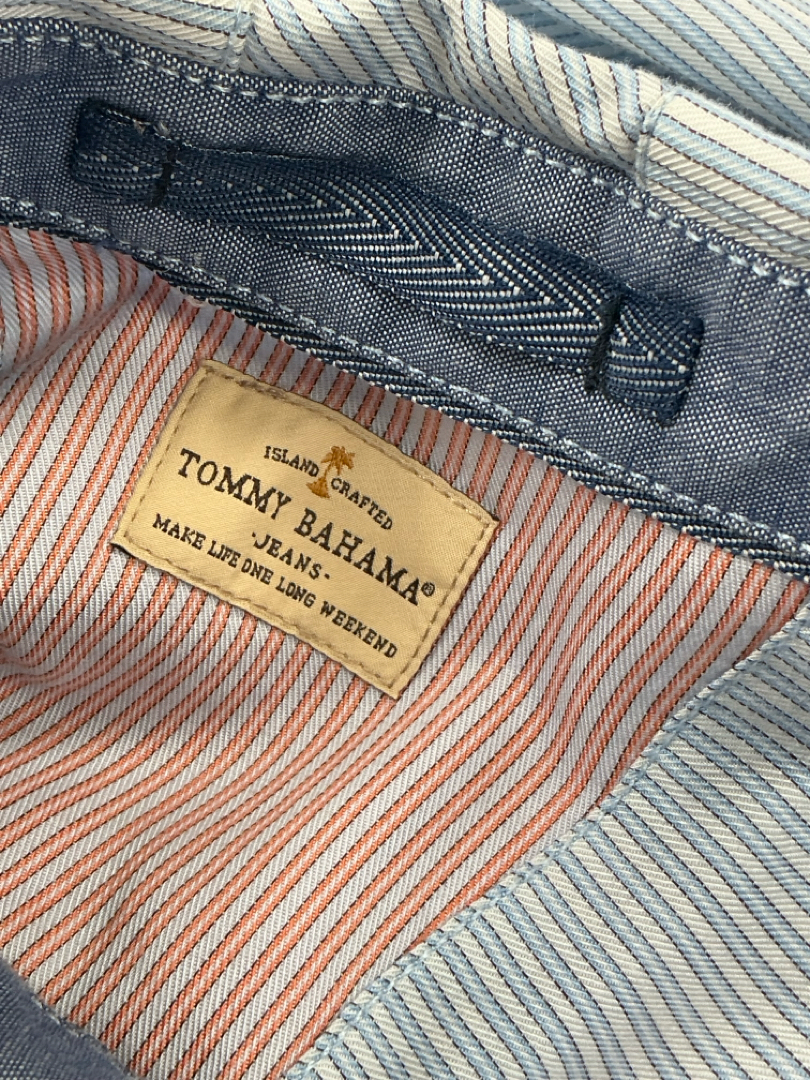 ISLAND CRAFTED
TOMMY BAHAMA®
·JEANS·
MAKE LIFE ONE LONG WEEKEND